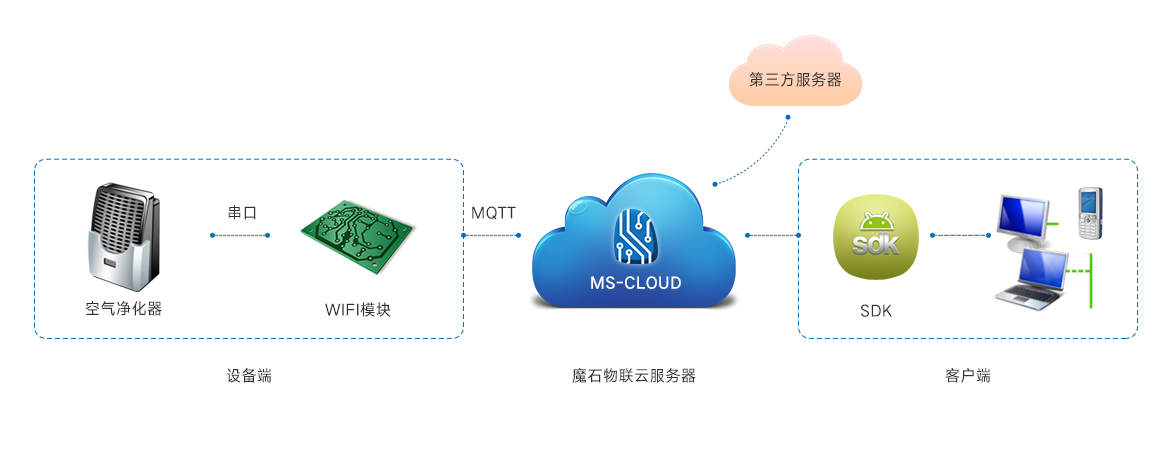 第三方服务器
串口
MQTT
sdk
MS-CLOUD
空气净化器
WIFI模块
SDK
设备端
魔石物联云服务器
客户端